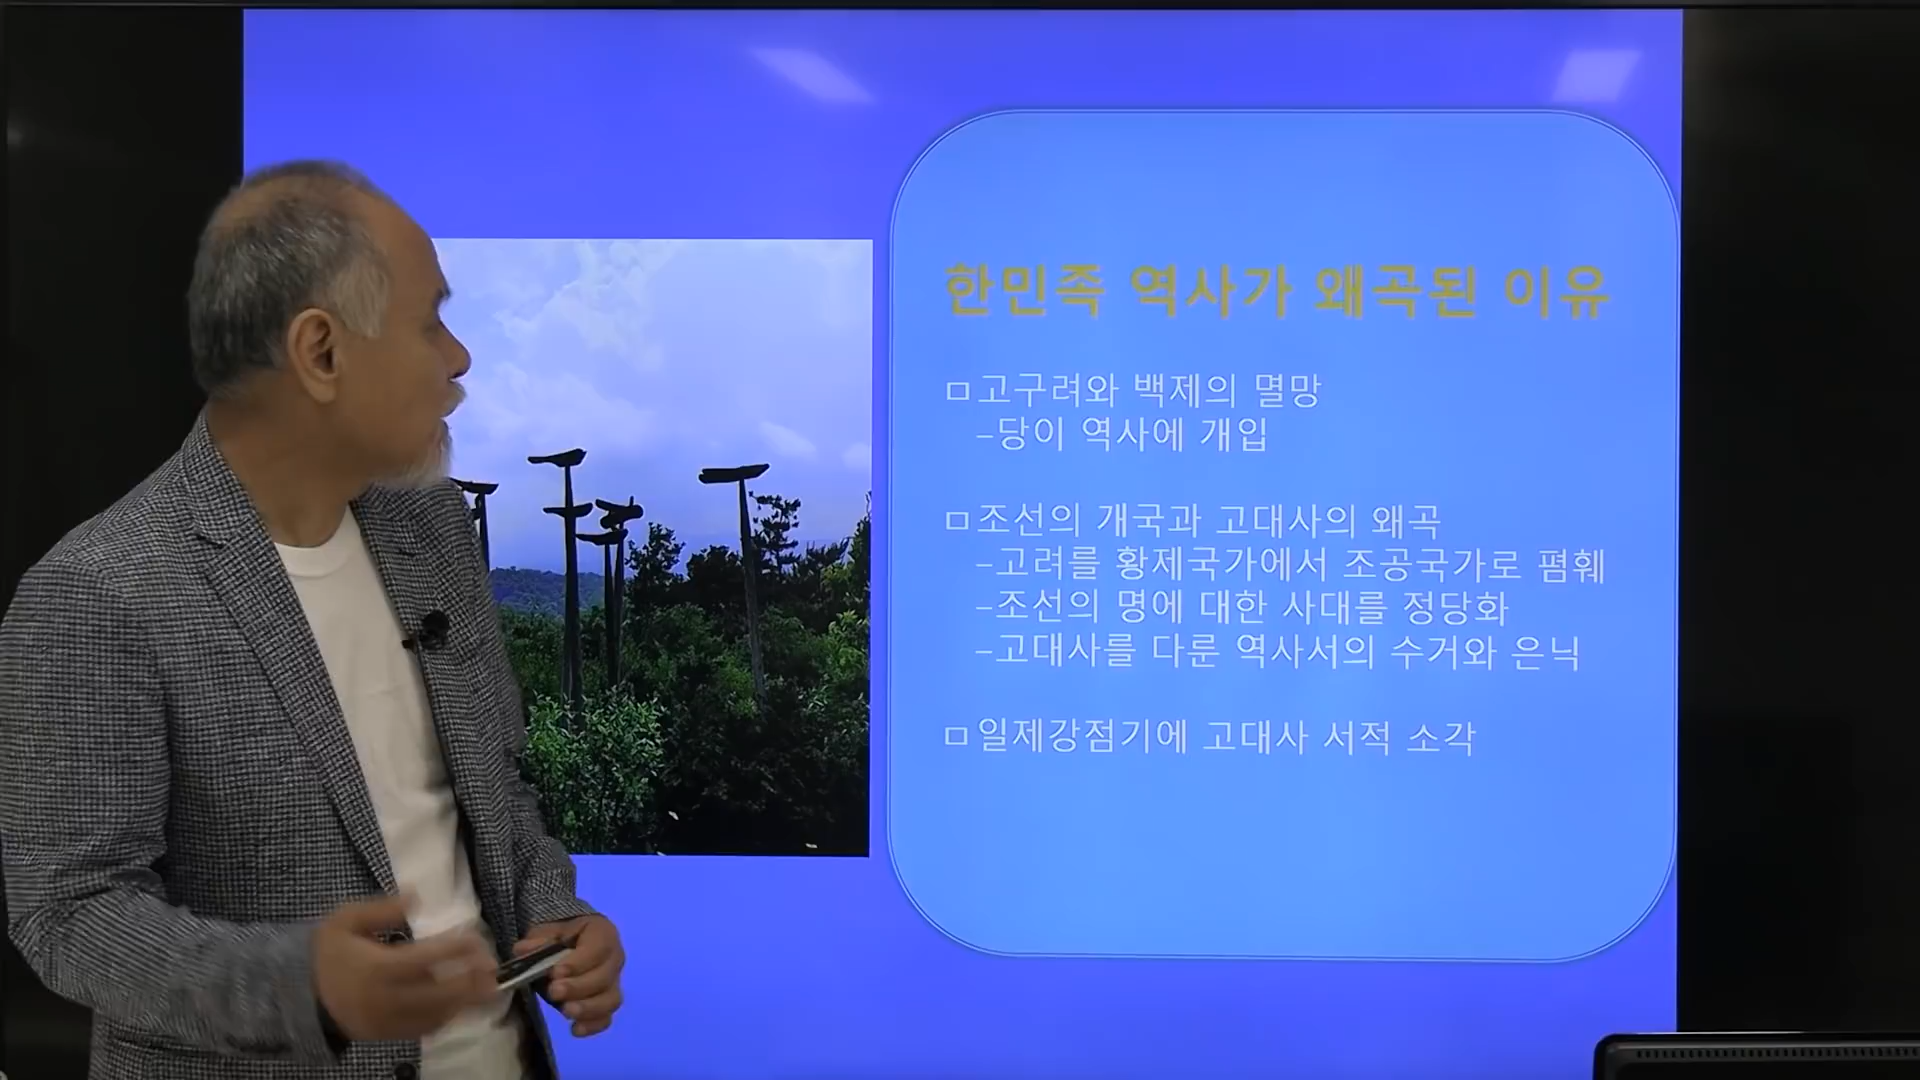 한민족 역사가 왜곡된 이유
ㅁ고구려와 백제의 멸망
-당이 역사에 개입
ㅁ조선의 개국과 고대사의 왜곡
-고려를 황제국가에서 조공국가로 폄훼
-조선의 명에 대한 사대를 정당화
-고대사를 다룬 역사서의 수거와 은닉
ㅁ일제강점기에 고대사 서적 소각